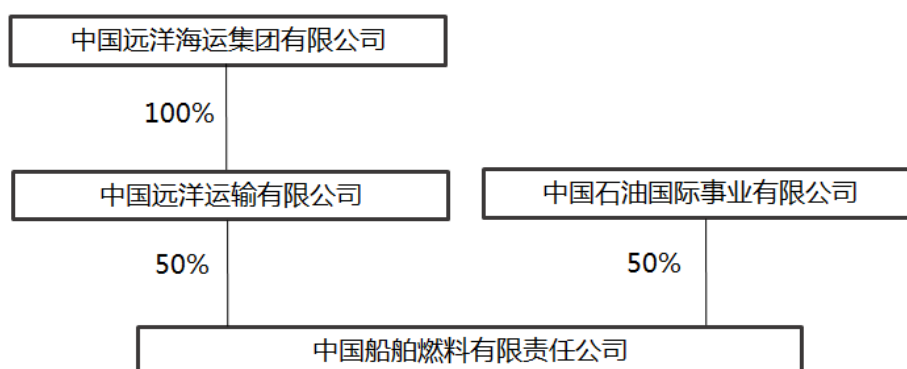 中国远洋海运集团有限公司
100%
中国远洋运输有限公司
中国石油国际事业有限公司
50%
50%
中国船舶燃料有限责任公司